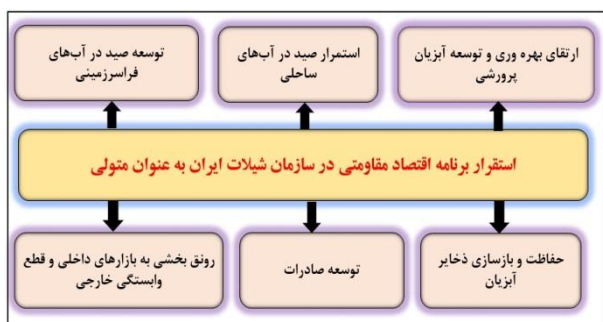 ارتقای بهره وری و توسعه آبزیان
پرورشی
استمرار صید در آب‌های
ساحلی
توسعه صید در آب‌های
فراسرزمینی
استقرار برنامه اقتصاد مقاومتی در سازمان شیلات ایران به عنوان متولی
حفاظت و بازسازی ذخایر
آبزیان
توسعه صادرات
رونق بخشی به بازارهای داخلی و قطع
وابستگی خارجی